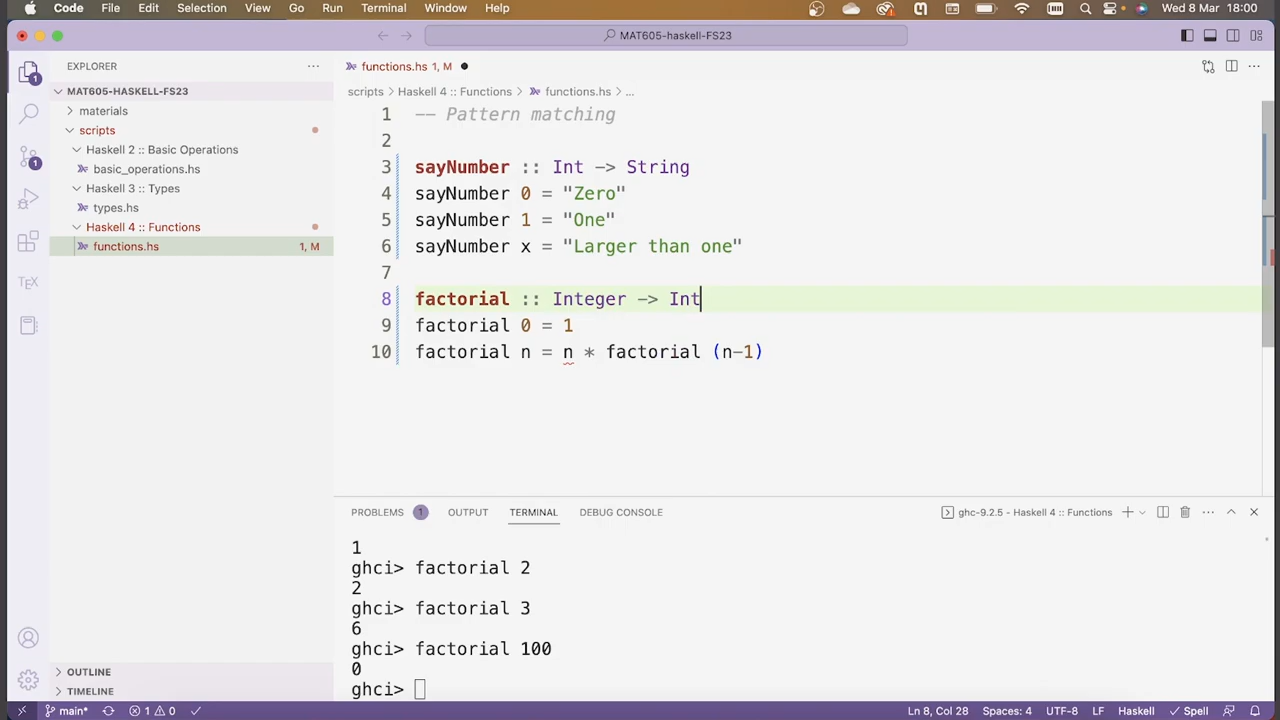 Code File Edit Selection View Go Run Terminal Window Help Wed 8 Mar 18:00
MAT605-haskell-FS23
EXPLORER
functions.hs 1, M
MAT605-HASKELL-FS23
scripts Haskell 4 :: Functions functions.hs ...
materials
scripts
Haskell 2 :: Basic Operations
basic_operations.hs
Haskell 3 :: Types
types.hs
Haskell 4 :: Functions
functions.hs 1, M
1 -- Pattern matching
2
3 sayNumber :: Int -> String
4 sayNumber 0 = "Zero"
5 sayNumber 1 = "One"
6 sayNumber x = "Larger than one"
7
8 factorial :: Integer -> Int
9 factorial 0 = 1
10 factorial n = n * factorial (n-1)
1
1
TEX
PROBLEMS 1 OUTPUT TERMINAL DEBUG CONSOLE ghc-9.2.5 - Haskell 4 :: Functions
1
ghci> factorial 2
2
ghci> factorial 3
6
ghci> factorial 100
0
ghci>
OUTLINE
TIMELINE
main* 1 0 Ln 8, Col 28 Spaces: 4 UTF-8 LF Haskell Spell